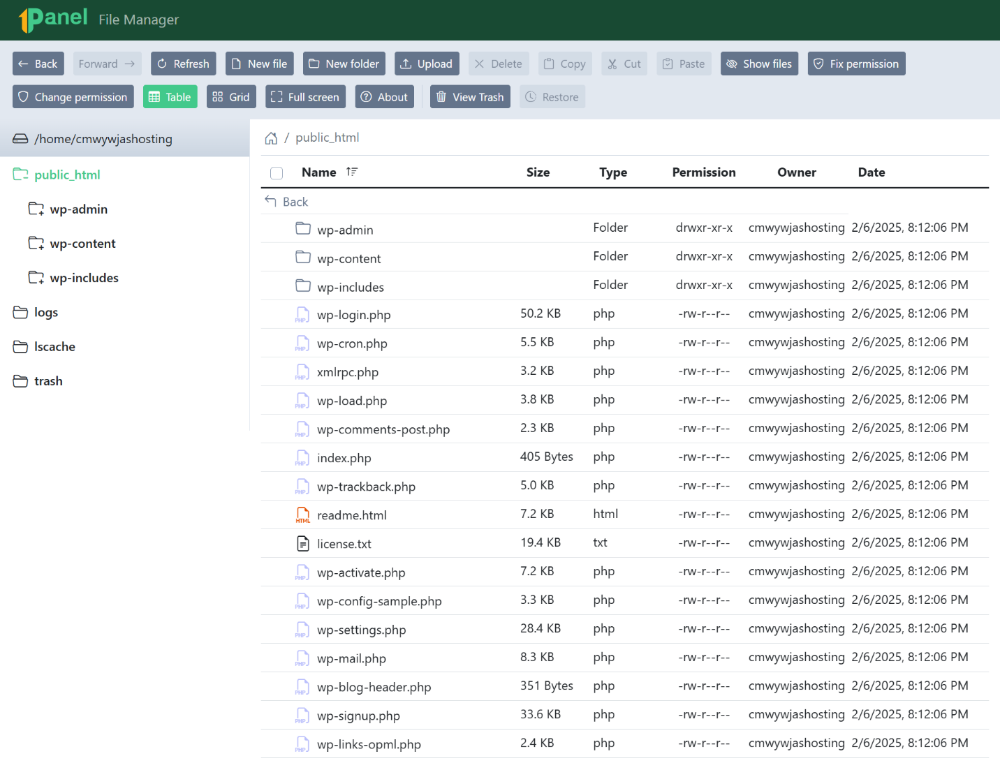 1Panel File Manager
Back Forward Refresh New file New folder Upload Delete Copy Cut Paste Show files Fix permission
Change permission Table Grid Full screen About View Trash Restore
/home/cmwywjashosting
public_html
wp-admin
wp-content
wp-includes
logs
lscache
trash
/ public_html
Name Size Type Permission Owner Date
Back
wp-admin Folder drwxr-xr-x cmwywjashosting 2/6/2025, 8:12:06 PM
wp-content Folder drwxr-xr-x cmwywjashosting 2/6/2025, 8:12:06 PM
wp-includes Folder drwxr-xr-x cmwywjashosting 2/6/2025, 8:12:06 PM
PHP wp-login.php 50.2 KB php -rw-r--r-- cmwywjashosting 2/6/2025, 8:12:06 PM
PHP wp-cron.php 5.5 KB php -rw-r--r-- cmwywjashosting 2/6/2025, 8:12:06 PM
PHP xmlrpc.php 3.2 KB php -rw-r--r-- cmwywjashosting 2/6/2025, 8:12:06 PM
PHP wp-load.php 3.8 KB php -rw-r--r-- cmwywjashosting 2/6/2025, 8:12:06 PM
PHP wp-comments-post.php 2.3 KB php -rw-r--r-- cmwywjashosting 2/6/2025, 8:12:06 PM
PHP index.php 405 Bytes php -rw-r--r-- cmwywjashosting 2/6/2025, 8:12:06 PM
PHP wp-trackback.php 5.0 KB php -rw-r--r-- cmwywjashosting 2/6/2025, 8:12:06 PM
HTML readme.html 7.2 KB html -rw-r--r-- cmwywjashosting 2/6/2025, 8:12:06 PM
license.txt 19.4 KB txt -rw-r--r-- cmwywjashosting 2/6/2025, 8:12:06 PM
PHP wp-activate.php 7.2 KB php -rw-r--r-- cmwywjashosting 2/6/2025, 8:12:06 PM
PHP wp-config-sample.php 3.3 KB php -rw-r--r-- cmwywjashosting 2/6/2025, 8:12:06 PM
PHP wp-settings.php 28.4 KB php -rw-r--r-- cmwywjashosting 2/6/2025, 8:12:06 PM
PHP wp-mail.php 8.3 KB php -rw-r--r-- cmwywjashosting 2/6/2025, 8:12:06 PM
PHP wp-blog-header.php 351 Bytes php -rw-r--r-- cmwywjashosting 2/6/2025, 8:12:06 PM
PHP wp-signup.php 33.6 KB php -rw-r--r-- cmwywjashosting 2/6/2025, 8:12:06 PM
PHP wp-links-opml.php 2.4 KB php -rw-r--r-- cmwywjashosting 2/6/2025, 8:12:06 PM